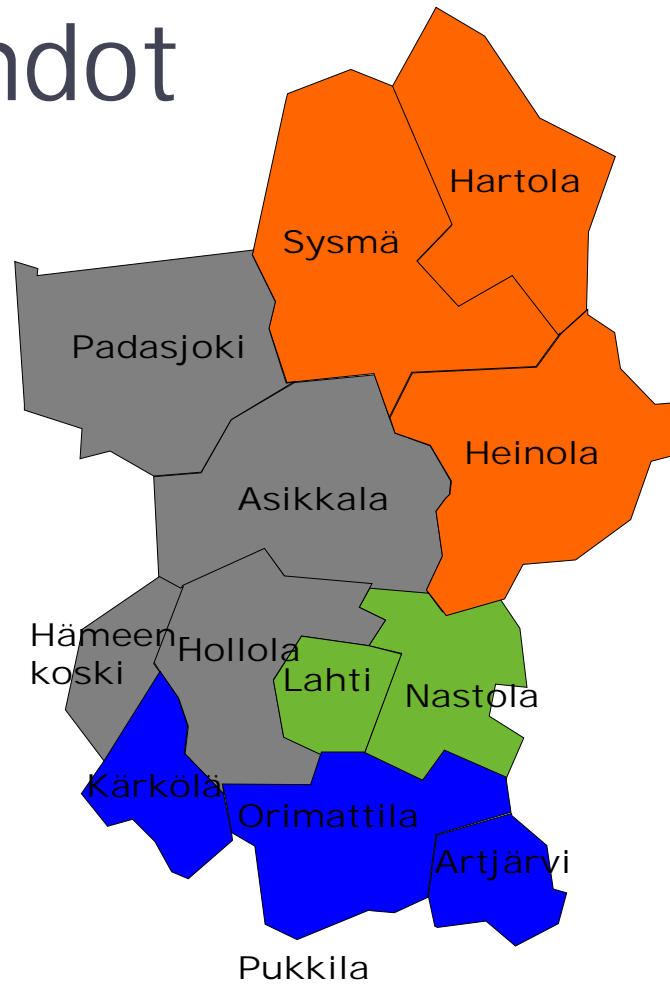 ndot
Hartola
Sysmä
Padasjoki
Heinola
Asikkala
Hämeen-
koski
Hollola
Lahti
Nastola
Kärkölä
Orimattila
Artjärvi
Pukkila